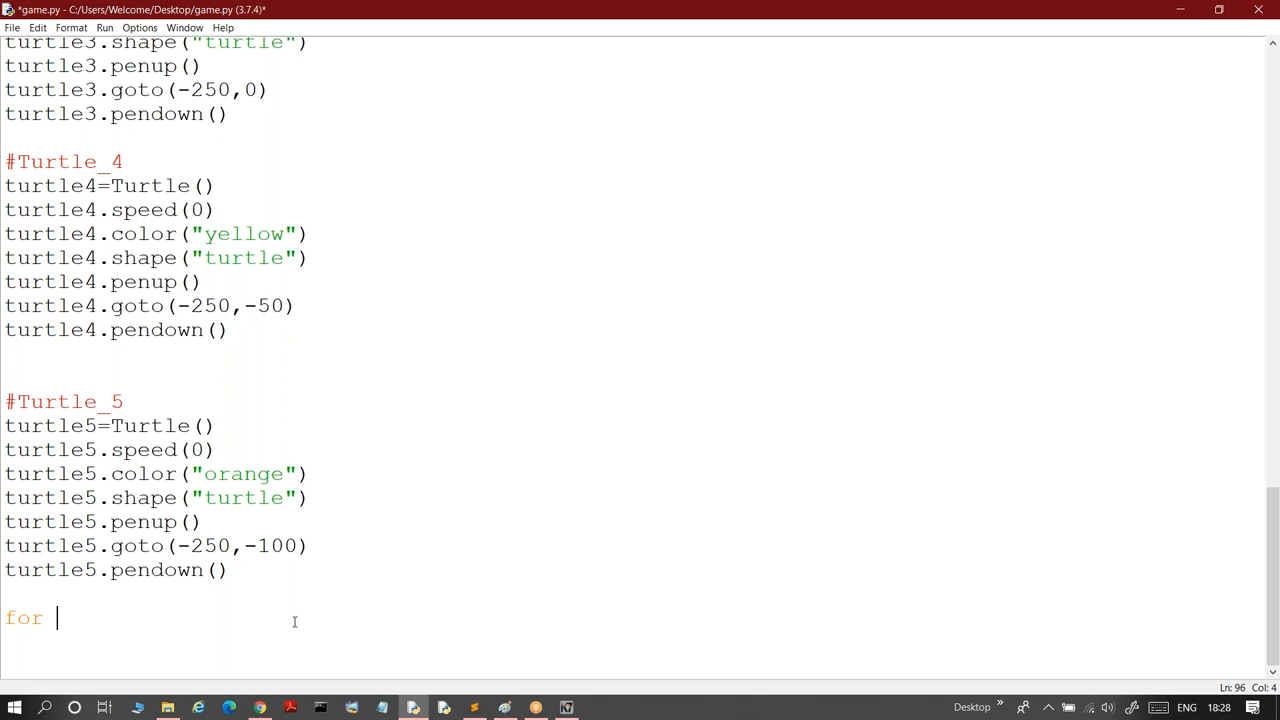 *game.py - C:/Users/Welcome/Desktop/game.py (3.7.4)*
File Edit Format Run Options Window Help
turtle3.shape("turtle")
turtle3.penup()
turtle3.goto(-250,0)
turtle3.pendown()
#Turtle_4
turtle4=Turtle()
turtle4.speed(0)
turtle4.color("yellow")
turtle4.shape("turtle")
turtle4.penup()
turtle4.goto(-250,-50)
turtle4.pendown()
#Turtle_5
turtle5=Turtle()
turtle5.speed(0)
turtle5.color("orange")
turtle5.shape("turtle")
turtle5.penup()
turtle5.goto(-250,-100)
turtle5.pendown()
for
Ln: 96 Col: 4
Desktop » ENG 18:28